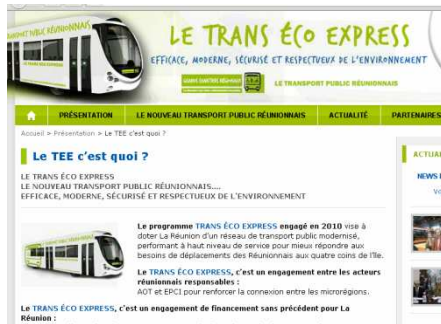 TRANSPORT PUBLIC RÉUNIONNAIS
LE TRANS ÉCO EXPRESS
EFFICACE, MODERNE, SÉCURISÉ ET RESPECTUEUX DE L'ENVIRONNEMENT
LE TRANSPORT PUBLIC RÉUNIONNAIS
PRÉSENTATION LE NOUVEAU TRANSPORT PUBLIC RÉUNIONNAIS ACTUALITÉ PARTENAIRES
Accueil > Présentation > Le TEE c'est quoi ?
Le TEE c'est quoi ?
LE TRANS ÉCO EXPRESS
LE NOUVEAU TRANSPORT PUBLIC RÉUNIONNAIS....
EFFICACE, MODERNE, SÉCURISÉ ET RESPECTUEUX DE L'ENVIRONNEMENT
Le programme TRANS ÉCO EXPRESS engagé en 2010 vise à
doter La Réunion d'un réseau de transport public modernisé,
performant à haut niveau de service pour mieux répondre aux
besoins de déplacements des Réunionnais aux quatre coins de l'île.
Le TRANS ÉCO EXPRESS, c'est un engagement entre les acteurs
réunionnais responsables :
AOT et EPCI pour renforcer la connexion entre les microrégions.
Le TRANS ÉCO EXPRESS, c'est un engagement de financement sans précédent pour La
Réunion :
ACTUAL
NEWS